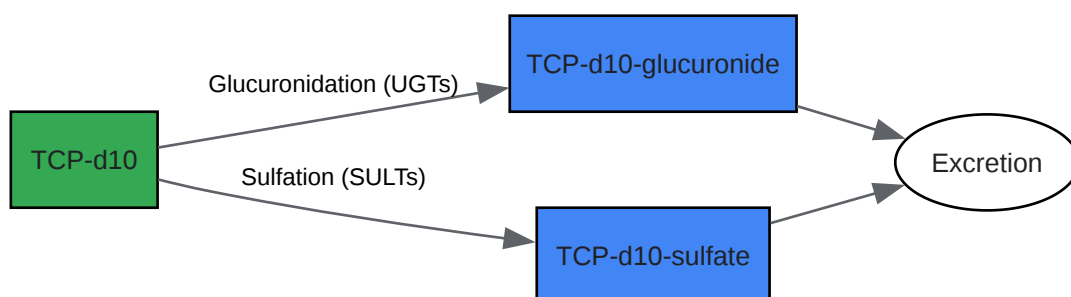 TCP-d10
Glucuronidation (UGTs)
Sulfation (SULTs)
TCP-d10-glucuronide
TCP-d10-sulfate
Excretion